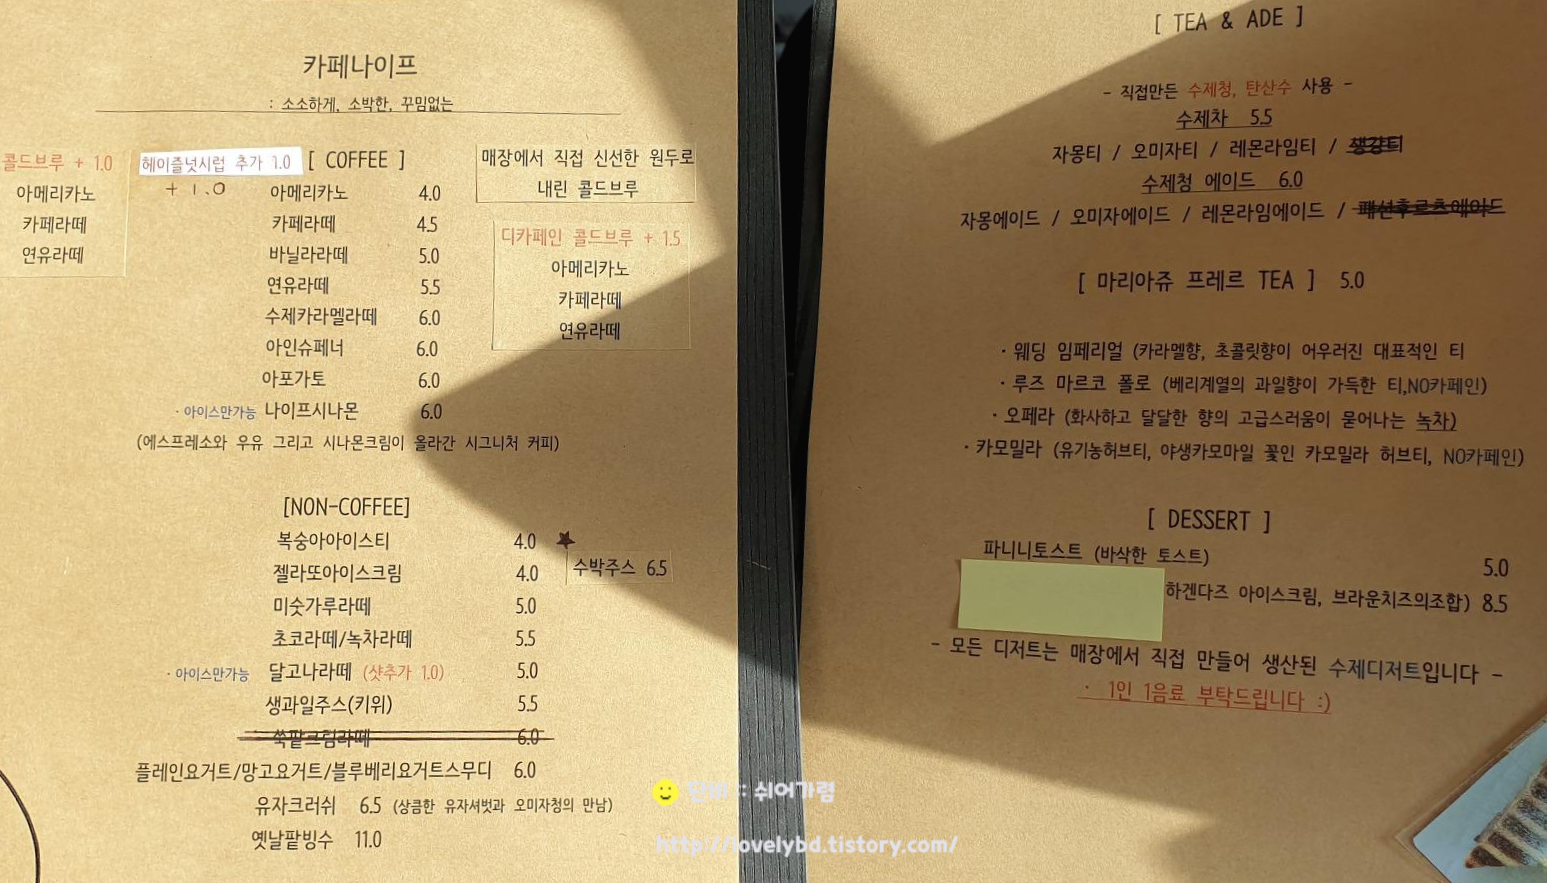 카페나이프
: 소소하게, 소박한, 꾸밈없는
콜드브루 + 1.0
아메리카노
카페라떼
연유라떼
헤이즐넛시럽 추가 1.0
+ 1.0
[ COFFEE ]
아메리카노 4.0
카페라떼 4.5
바닐라라떼 5.0
연유라떼 5.5
수제카라멜라떼 6.0
아인슈페너 6.0
아포가토 6.0
· 아이스만가능 나이프시나몬 6.0
(에스프레소와 우유 그리고 시나몬크림이 올라간 시그니처 커피)
매장에서 직접 신선한 원두로
내린 콜드브루
디카페인 콜드브루 + 1.5
아메리카노
카페라떼
연유라떼
[NON-COFFEE]
복숭아아이스티 4.0
젤라또아이스크림 4.0
미숫가루라떼 5.0
초코라떼/녹차라떼 5.5
· 아이스만가능 달고나라떼 (샷추가 1.0) 5.0
생과일주스(키위) 5.5
쑥팥크림라떼 6.0
플레인요거트/망고요거트/블루베리요거트스무디 6.0
유자크러쉬 6.5 (상큼한 유자셔벗과 오미자청의 만남)
옛날팥빙수 11.0
★ 수박주스 6.5
[ TEA & ADE ]
- 직접만든 수제청, 탄산수 사용 -
수제차 5.5
자몽티 / 오미자티 / 레몬라임티 / 생강티
수제청 에이드 6.0
자몽에이드 / 오미자에이드 / 레몬라임에이드 / 패션후르츠에이드
[ 마리아쥬 프레르 TEA ] 5.0
· 웨딩 임페리얼 (카라멜향, 초콜릿향이 어우러진 대표적인 티
· 루즈 마르코 폴로 (베리계열의 과일향이 가득한 티,NO카페인)
· 오페라 (화사하고 달달한 향의 고급스러움이 묻어나는 녹차)
· 카모밀라 (유기농허브티, 야생카모마일 꽃인 카모밀라 허브티, NO카페인)
[ DESSERT ]
파니니토스트 (바삭한 토스트) 5.0
하겐다즈 아이스크림, 브라운치즈의조합) 8.5
- 모든 디저트는 매장에서 직접 만들어 생산된 수제디저트입니다 -
· 1인 1음료 부탁드립니다 :)
단비 :: 쉬어가렴
http://lovelybd.tistory.com/